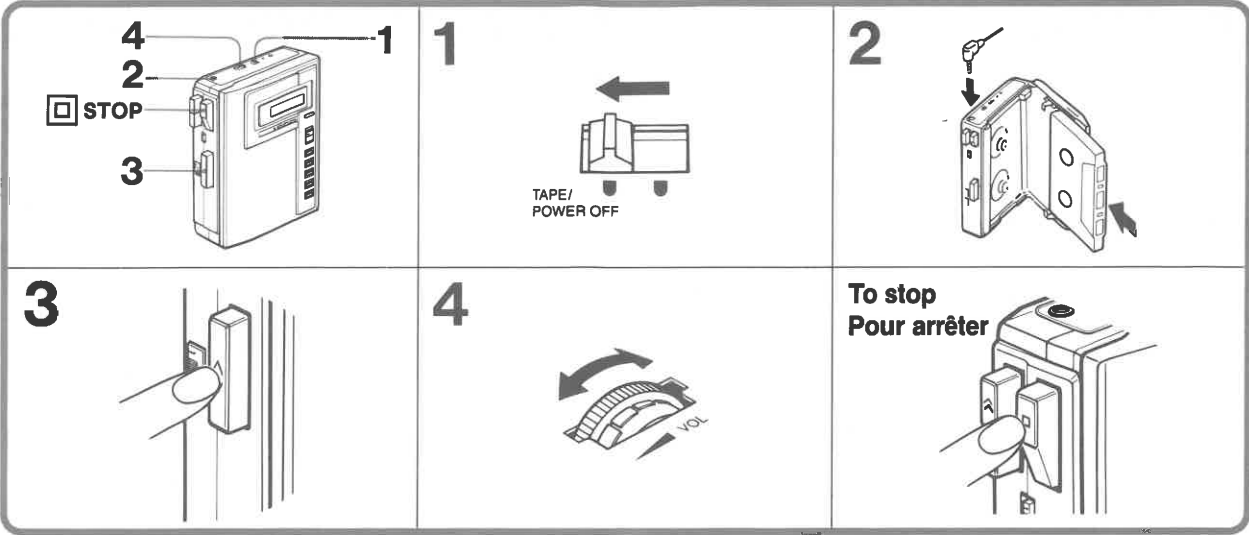 4
1
2
STOP
3
1
TAPE/
POWER OFF
2
3
4
VOL
To stop
Pour arrêter